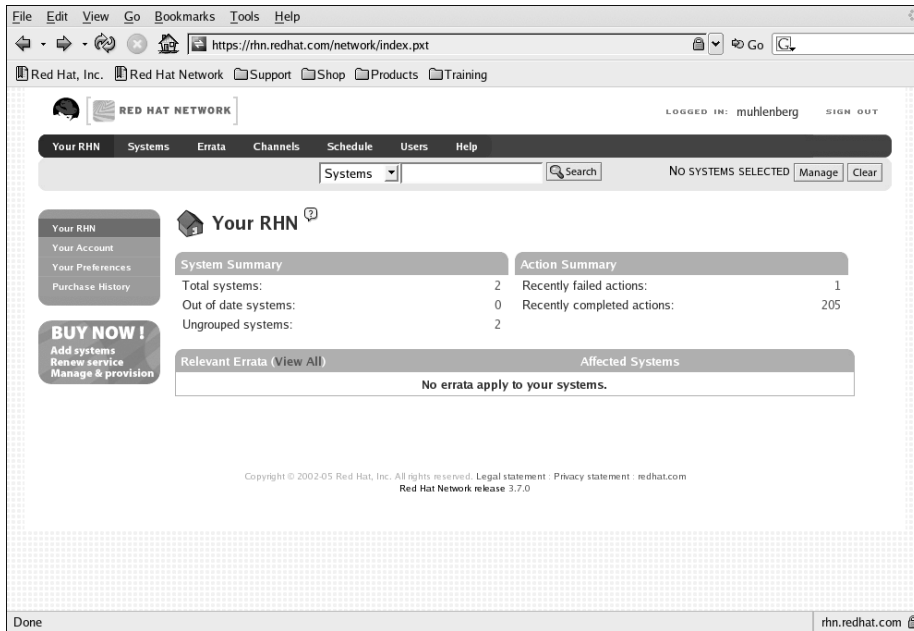 File Edit View Go Bookmarks Tools Help
https://rhn.redhat.com/network/index.pxt Go G
Red Hat, Inc. Red Hat Network Support Shop Products Training
RED HAT NETWORK
LOGGED IN: muhlenberg SIGN OUT
Your RHN Systems Errata Channels Schedule Users Help
Systems Search NO SYSTEMS SELECTED Manage Clear
Your RHN
Your Account
Your Preferences
Purchase History
BUY NOW!
Add systems
Renew service
Manage & provision
Your RHN ?
System Summary
Total systems: 2
Out of date systems: 0
Ungrouped systems: 2
Action Summary
Recently failed actions: 1
Recently completed actions: 205
Relevant Errata (View All) Affected Systems
No errata apply to your systems.
Copyright © 2002-05 Red Hat, Inc. All rights reserved. Legal statement : Privacy statement : redhat.com
Red Hat Network release 3.7.0
Done rhn.redhat.com